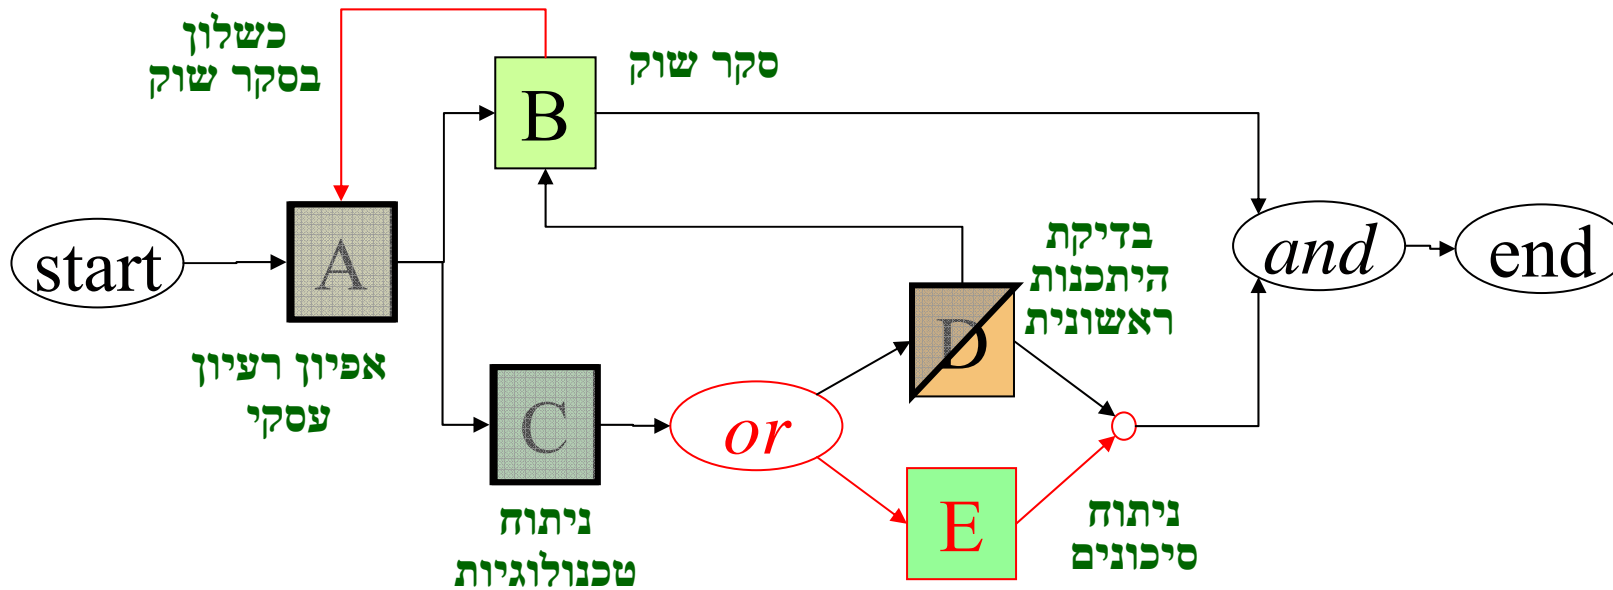 כשלון
בסקר שוק
סקר שוק
B
start
A
אפיון רעיון
עסקי
C
ניתוח
טכנולוגיות
or
D
בדיקת
היתכנות
ראשונית
E
ניתוח
סיכונים
and
end